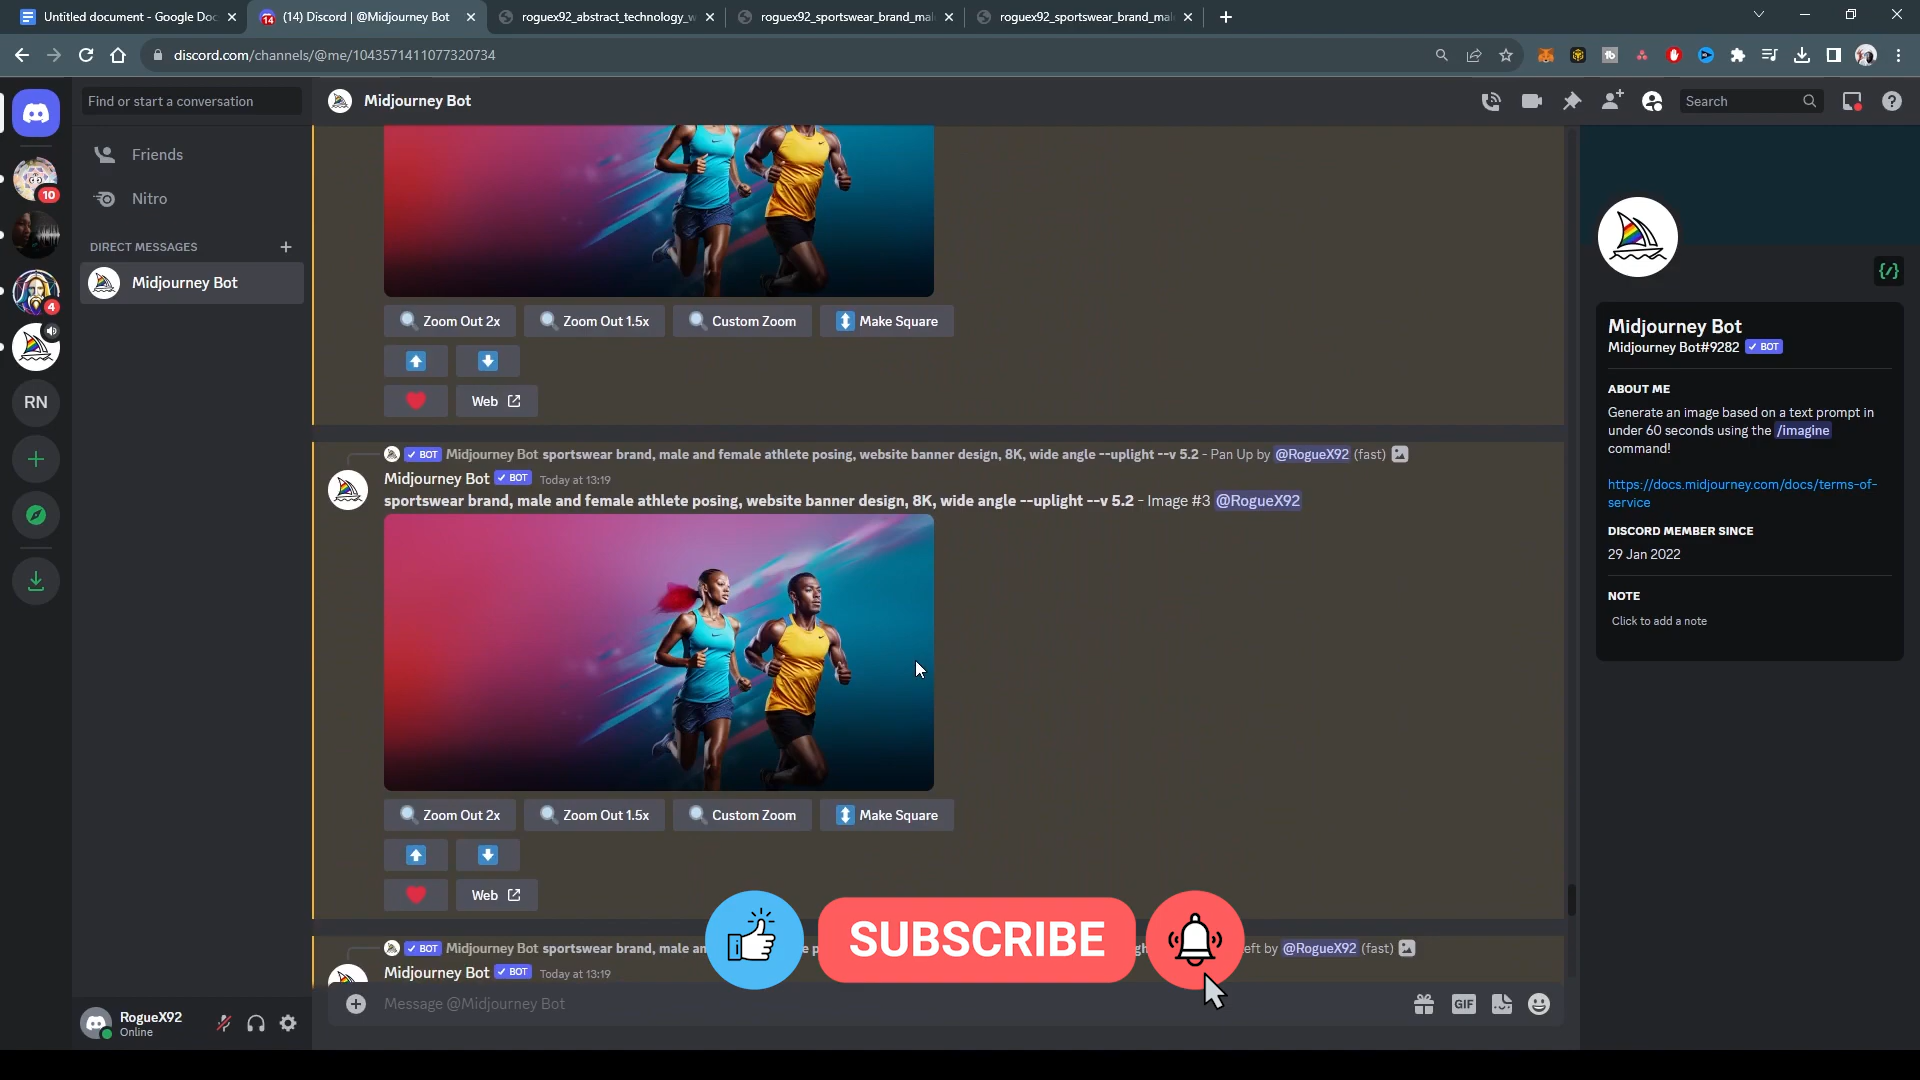 Untitled document - Google Doc
(14) Discord | @Midjourney Bot
roguex92_abstract_technology_w
roguex92_sportswear_brand_mal
roguex92_sportswear_brand_mal
discord.com/channels/@me/1043571411077320734
Find or start a conversation
Midjourney Bot
Search
Friends
10
Nitro
DIRECT MESSAGES
Midjourney Bot
4
RN
Zoom Out 2x
Zoom Out 1.5x
Custom Zoom
Make Square
Web
BOT Midjourney Bot sportswear brand, male and female athlete posing, website banner design, 8K, wide angle --uplight --v 5.2 - Pan Up by @RogueX92 (fast)
Midjourney Bot BOT Today at 13:19
sportswear brand, male and female athlete posing, website banner design, 8K, wide angle --uplight --v 5.2 - Image #3 @RogueX92
Zoom Out 2x
Zoom Out 1.5x
Custom Zoom
Make Square
Web
SUBSCRIBE
BOT Midjourney Bot sportswear brand, male an
eft by @RogueX92 (fast)
Midjourney Bot BOT Today at 13:19
Message @Midjourney Bot
GIF
RogueX92
Online
Midjourney Bot
Midjourney Bot#9282 BOT
ABOUT ME
Generate an image based on a text prompt in
under 60 seconds using the /imagine
command!
https://docs.midjourney.com/docs/terms-of-
service
DISCORD MEMBER SINCE
29 Jan 2022
NOTE
Click to add a note